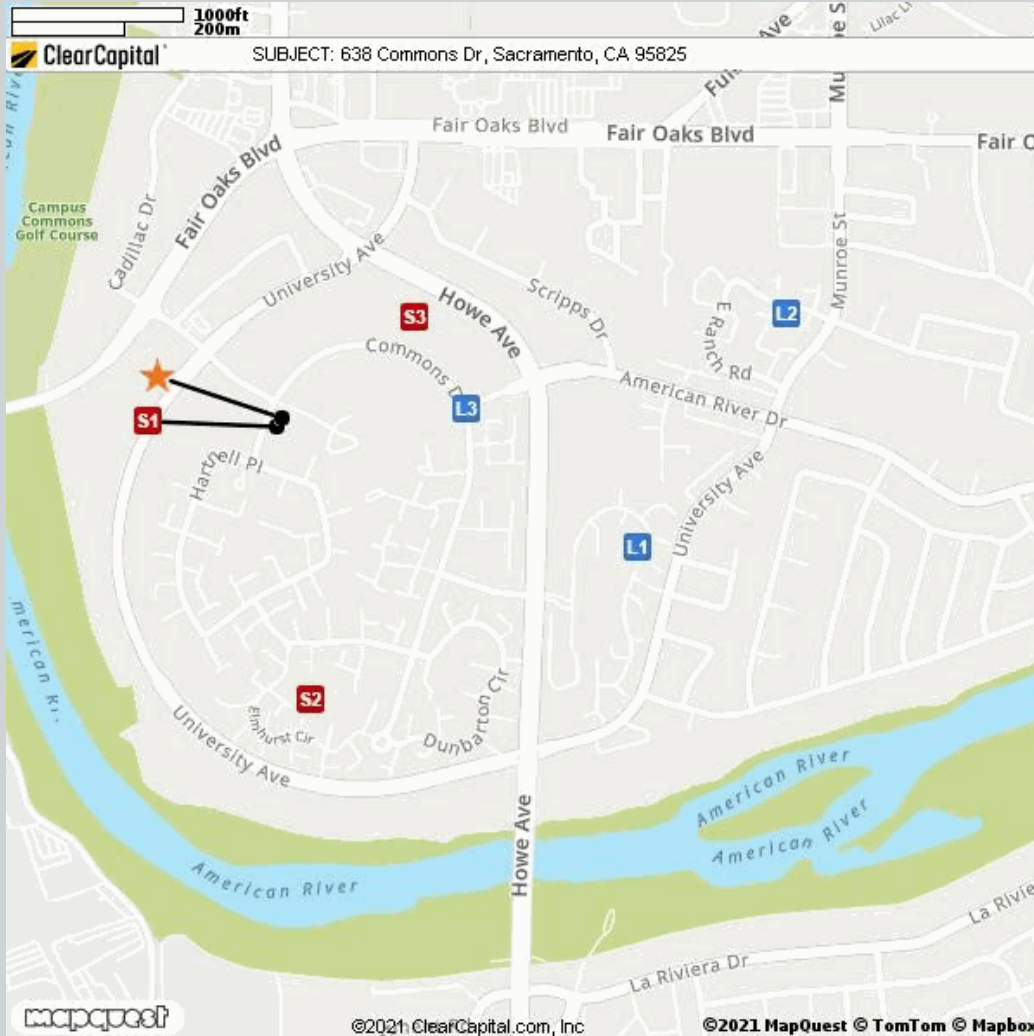 1000ft
200m
ClearCapital
SUBJECT: 638 Commons Dr, Sacramento, CA 95825
Lilac
Fair Oaks Blvd
Fair Oaks Blvd
Fair O
Fair Oaks Blvd
Campus
Commons
Golf Course
Cadillac Dr
University Ave
Munroe St
Howe Ave
Scripps Dr
E Ranch Rd
L2
S3
Commons D
L3
American River Dr
S1
Hartnell Pl
University Ave
L1
merican Ri
S2
Elmhurst Cir
Dunbarton Cir
University Ave
American River
American River
Howe Ave
American River
La Rivie
La Riviera Dr
mapquest
©2021 ClearCapital.com, Inc
©2021 MapQuest © TomTom © Mapbox